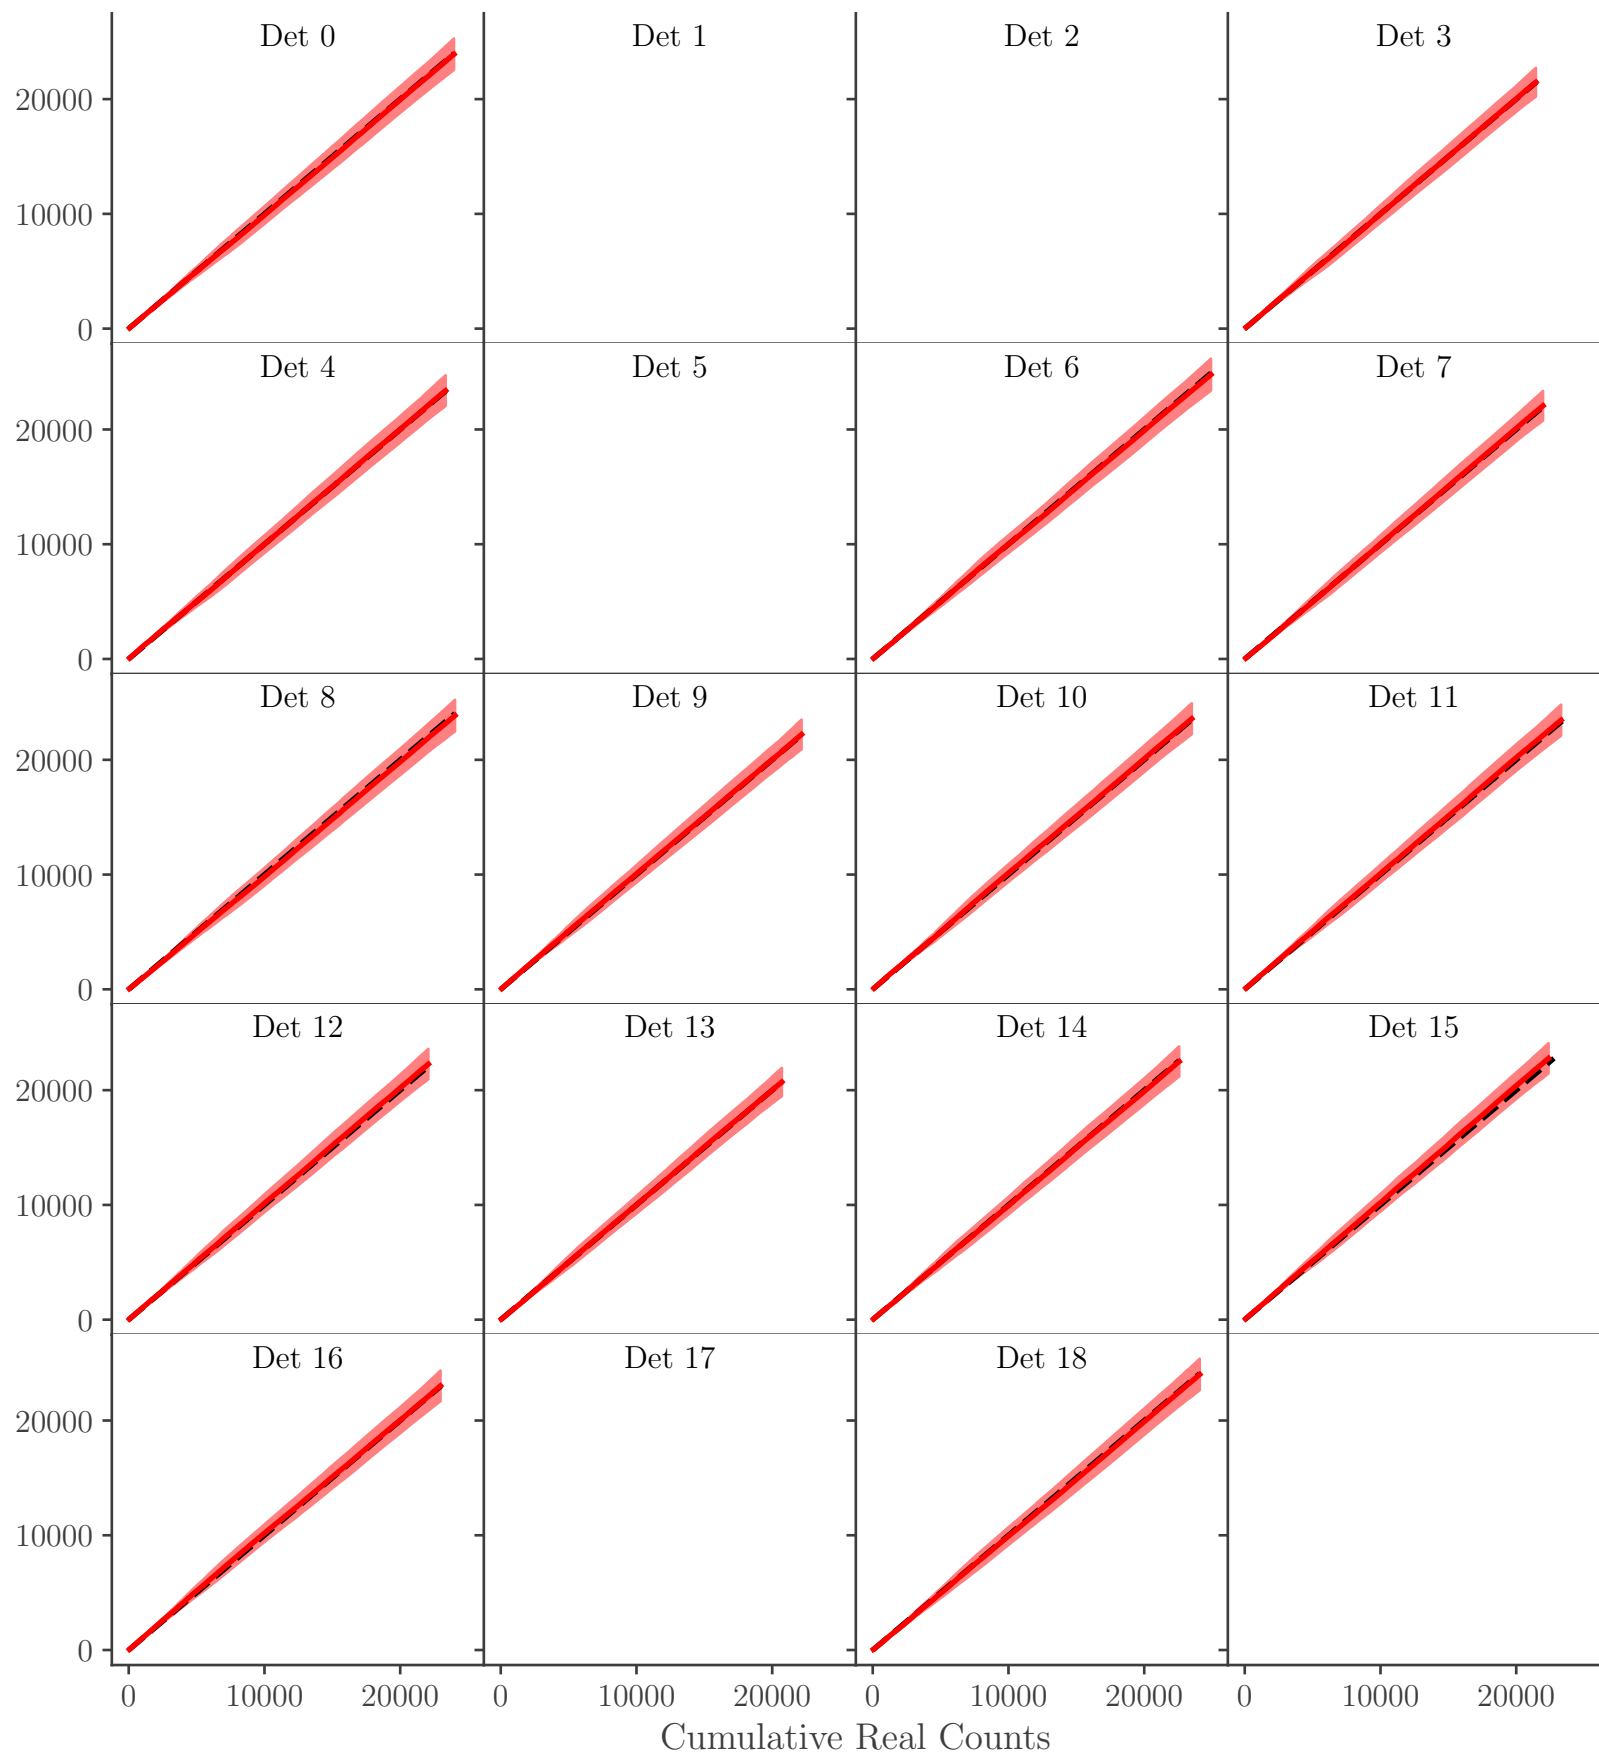 Det 0 Det 1 Det 2 Det 3
20000
10000
0
Det 4 Det 5 Det 6 Det 7
20000
10000
0
Det 8 Det 9 Det 10 Det 11
20000
10000
0
Det 12 Det 13 Det 14 Det 15
20000
10000
0
Det 16 Det 17 Det 18
20000
10000
0
0 10000 20000 0 10000 20000 0 10000 20000 0 10000 20000
Cumulative Real Counts